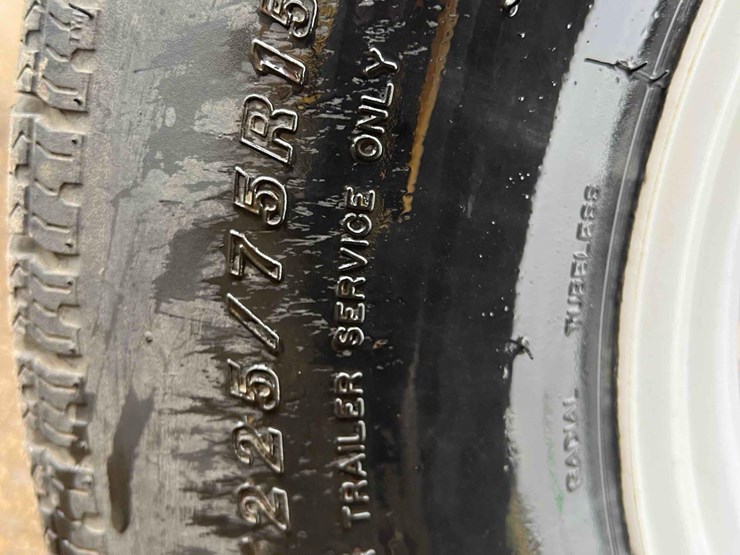 225/75R15
TRAILER SERVICE ONLY
RADIAL TUBELESS